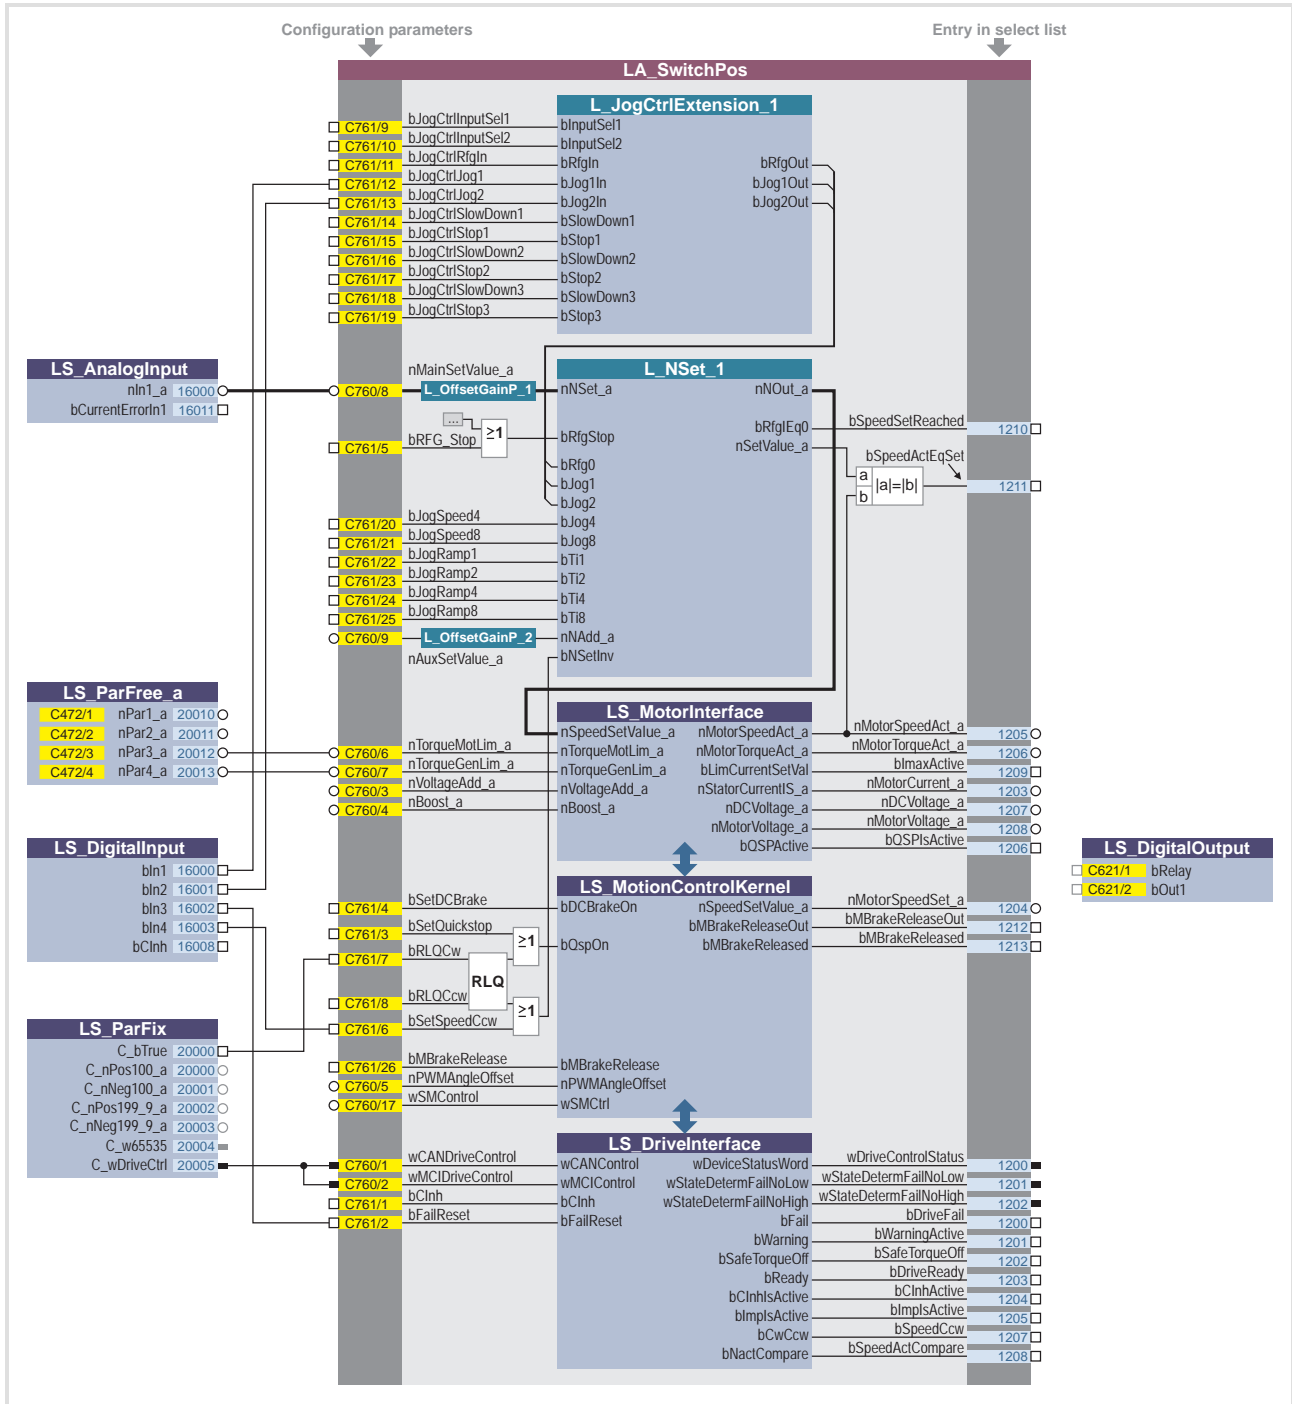 Configuration parameters
Entry in select list
LA_SwitchPos
L_JogCtrlExtension_1
C761/9 bJogCtrlInputSel1 bInputSel1
C761/10 bJogCtrlInputSel2 bInputSel2
C761/11 bJogCtrlRfgIn bRfgIn bRfgOut
C761/12 bJogCtrlJog1 bJog1In bJog1Out
C761/13 bJogCtrlJog2 bJog2In bJog2Out
C761/14 bJogCtrlSlowDown1 bSlowDown1
C761/15 bJogCtrlStop1 bStop1
C761/16 bJogCtrlSlowDown2 bSlowDown2
C761/17 bJogCtrlStop2 bStop2
C761/18 bJogCtrlSlowDown3 bSlowDown3
C761/19 bJogCtrlStop3 bStop3
LS_AnalogInput
nIn1_a 16000
bCurrentErrorIn1 16011
nMainSetValue_a
L_NSet_1
C760/8 L_OffsetGainP_1 nNSet_a nNOut_a
... ≥1
bRfgIEq0 bSpeedSetReached 1210
C761/5 bRFG_Stop bRfgStop
nSetValue_a
bSpeedActEqSet
bRfg0
a |a|=|b| 1211
b
bJog1
bJog2
C761/20 bJogSpeed4 bJog4
C761/21 bJogSpeed8 bJog8
C761/22 bJogRamp1 bTi1
C761/23 bJogRamp2 bTi2
C761/24 bJogRamp4 bTi4
C761/25 bJogRamp8 bTi8
C760/9 L_OffsetGainP_2 nNAdd_a
nAuxSetValue_a bNSetInv
LS_ParFree_a
C472/1 nPar1_a 20010
C472/2 nPar2_a 20011
C472/3 nPar3_a 20012
C472/4 nPar4_a 20013
LS_MotorInterface
nSpeedSetValue_a nMotorSpeedAct_a nMotorSpeedAct_a 1205
C760/6 nTorqueMotLim_a nTorqueMotLim_a nMotorTorqueAct_a nMotorTorqueAct_a 1206
C760/7 nTorqueGenLim_a nTorqueGenLim_a bLimCurrentSetVal bImaxActive 1209
C760/3 nVoltageAdd_a nVoltageAdd_a nStatorCurrentIS_a nMotorCurrent_a 1203
C760/4 nBoost_a nBoost_a nDCVoltage_a nDCVoltage_a 1207
nMotorVoltage_a nMotorVoltage_a 1208
bQSPActive bQSPIsActive 1206
LS_DigitalInput
bIn1 16000
bIn2 16001
bIn3 16002
bIn4 16003
bCInh 16008
LS_DigitalOutput
C621/1 bRelay
C621/2 bOut1
LS_MotionControlKernel
C761/4 bSetDCBrake bDCBrakeOn nSpeedSetValue_a nMotorSpeedSet_a 1204
bMBrakeReleaseOut bMBrakeReleaseOut 1212
C761/3 bSetQuickstop ≥1 bQspOn bMBrakeReleased bMBrakeReleased 1213
C761/7 bRLQCw
RLQ
C761/8 bRLQCcw
≥1
C761/6 bSetSpeedCcw
C761/26 bMBrakeRelease bMBrakeRelease
C760/5 nPWMAngleOffset nPWMAngleOffset
C760/17 wSMControl wSMCtrl
LS_ParFix
C_bTrue 20000
C_nPos100_a 20000
C_nNeg100_a 20001
C_nPos199_9_a 20002
C_nNeg199_9_a 20003
C_w65535 20004
C_wDriveCtrl 20005
LS_DriveInterface
C760/1 wCANDriveControl wCANControl wDeviceStatusWord wDriveControlStatus 1200
C760/2 wMCIDriveControl wMCIControl wStateDetermFailNoLow wStateDetermFailNoLow 1201
C761/1 bCInh bCInh wStateDetermFailNoHigh wStateDetermFailNoHigh 1202
C761/2 bFailReset bFailReset bFail bDriveFail 1200
bWarning bWarningActive 1201
bSafeTorqueOff bSafeTorqueOff 1202
bReady bDriveReady 1203
bCInhIsActive bCInhIsActive 1204
bImpIsActive bImpIsActive 1205
bCwCcw bSpeedCcw 1207
bNactCompare bSpeedActCompare 1208